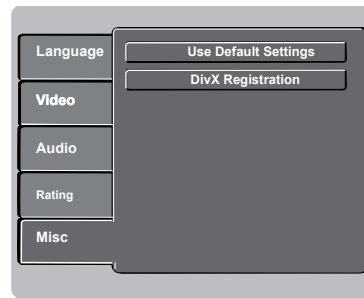 Language
Video
Audio
Rating
Misc
Use Default Settings
DivX Registration